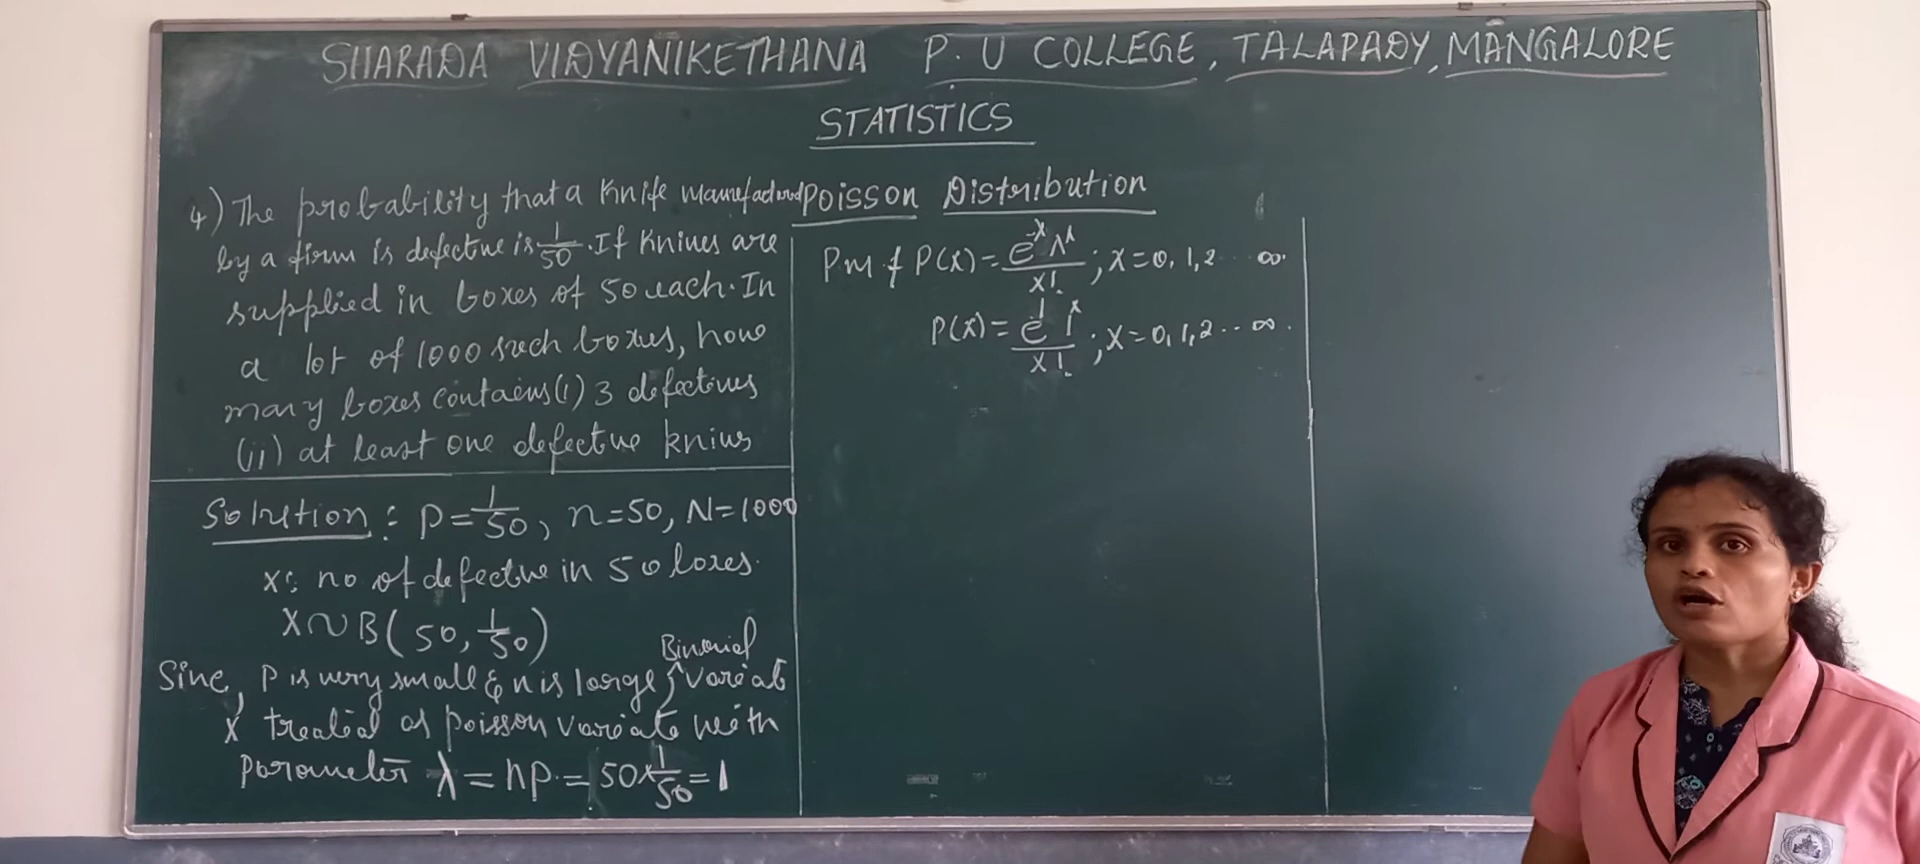 SHARADA VIDYANIKETHANA P.U COLLEGE, TALAPADY, MANGALORE
STATISTICS
4) The probability that a Knife manufactured
by a firm is defective is 1/50. If Knives are
supplied in boxes of 50 each. In
a lot of 1000 such boxes, how
many boxes contains (i) 3 defectives
(ii) at least one defective knives
Solution: P=1/50, n=50, N=1000
X: no of defective in 50 boxes.
X~B(50, 1/50)
Binomial
Sine, P is very small & n is large, ^ variat
X treated as poisson variate with
Parameter λ = np. = 50×1/50 = 1
Poisson Distribution
Pmf P(x) = e^-λ λ^x / x! ; x=0, 1, 2 ... ∞.
P(x) = e^-1 1^x / x! ; x=0, 1, 2 .. ∞.